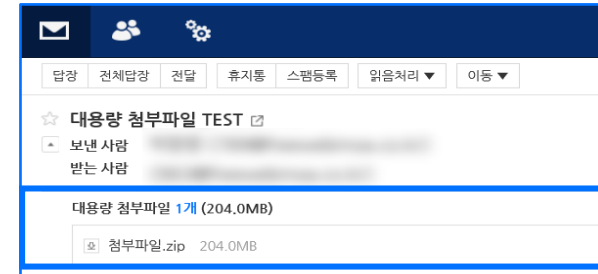 답장 전체답장 전달 휴지통 스팸등록 읽음처리 ▼ 이동 ▼
대용량 첨부파일 TEST
보낸 사람
받는 사람
대용량 첨부파일 1개 (204.0MB)
첨부파일.zip 204.0MB